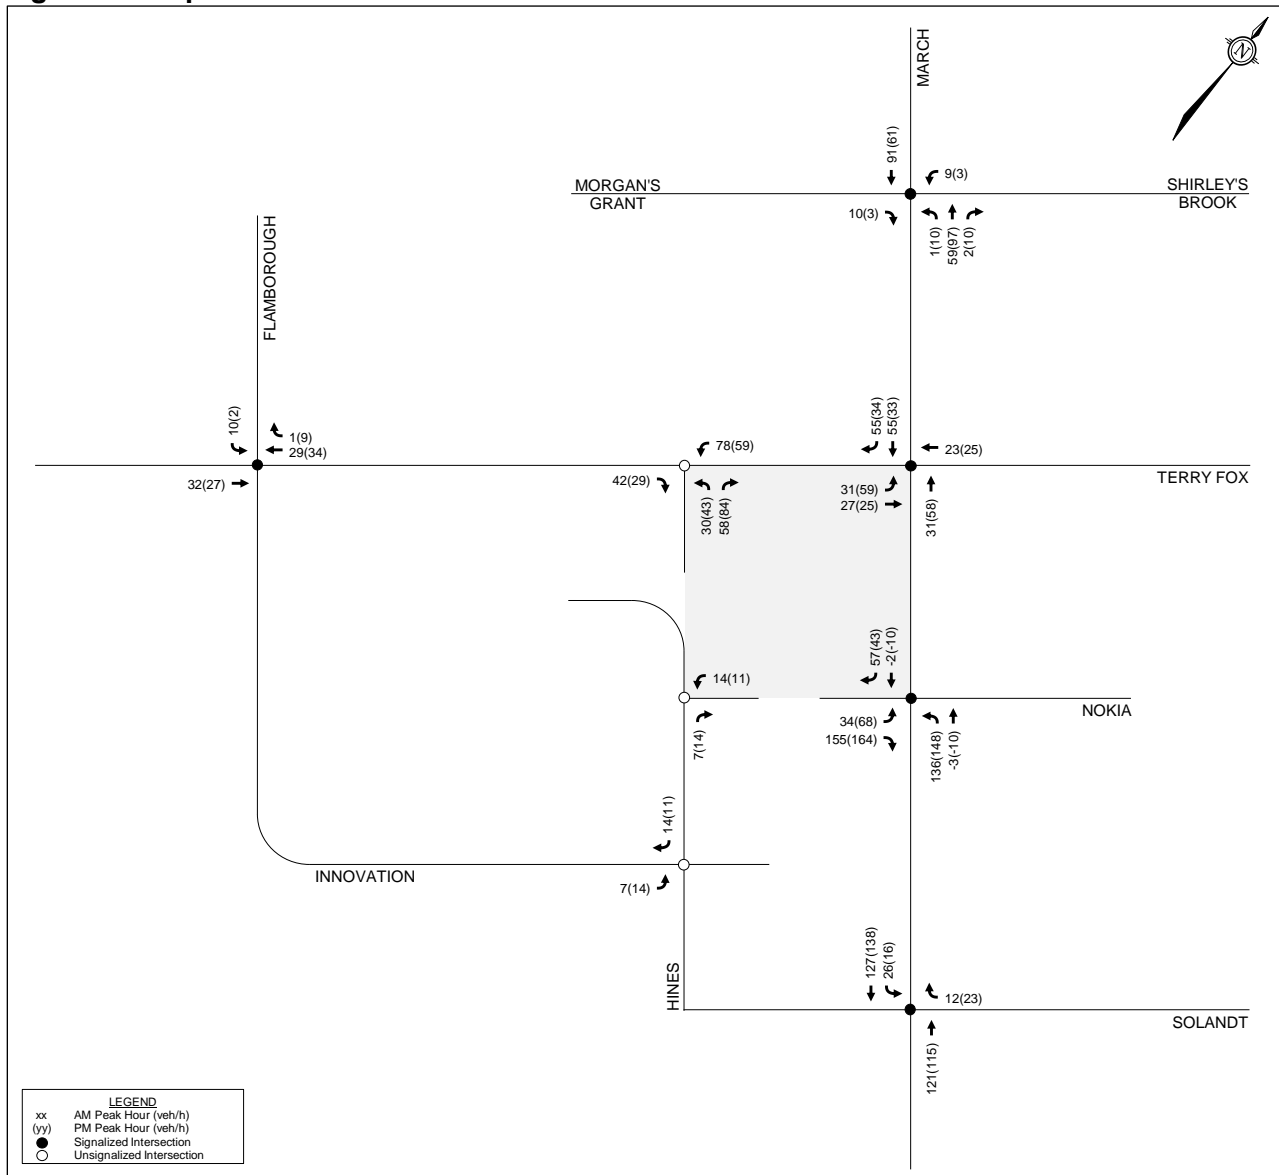 MARCH
N
91(61)
9(3)
MORGAN'S
GRANT
SHIRLEY'S
BROOK
10(3)
1(10)
59(97)
2(10)
FLAMBOROUGH
10(2)
1(9)
29(34)
32(27)
78(59)
42(29)
30(43)
58(84)
55(34)
55(33)
23(25)
TERRY FOX
31(59)
27(25)
31(58)
57(43)
-2(-10)
14(11)
7(14)
NOKIA
34(68)
155(164)
136(148)
-3(-10)
14(11)
INNOVATION
7(14)
HINES
127(138)
26(16)
12(23)
SOLANDT
121(115)
LEGEND
xx AM Peak Hour (veh/h)
(yy) PM Peak Hour (veh/h)
Signalized Intersection
Unsignalized Intersection